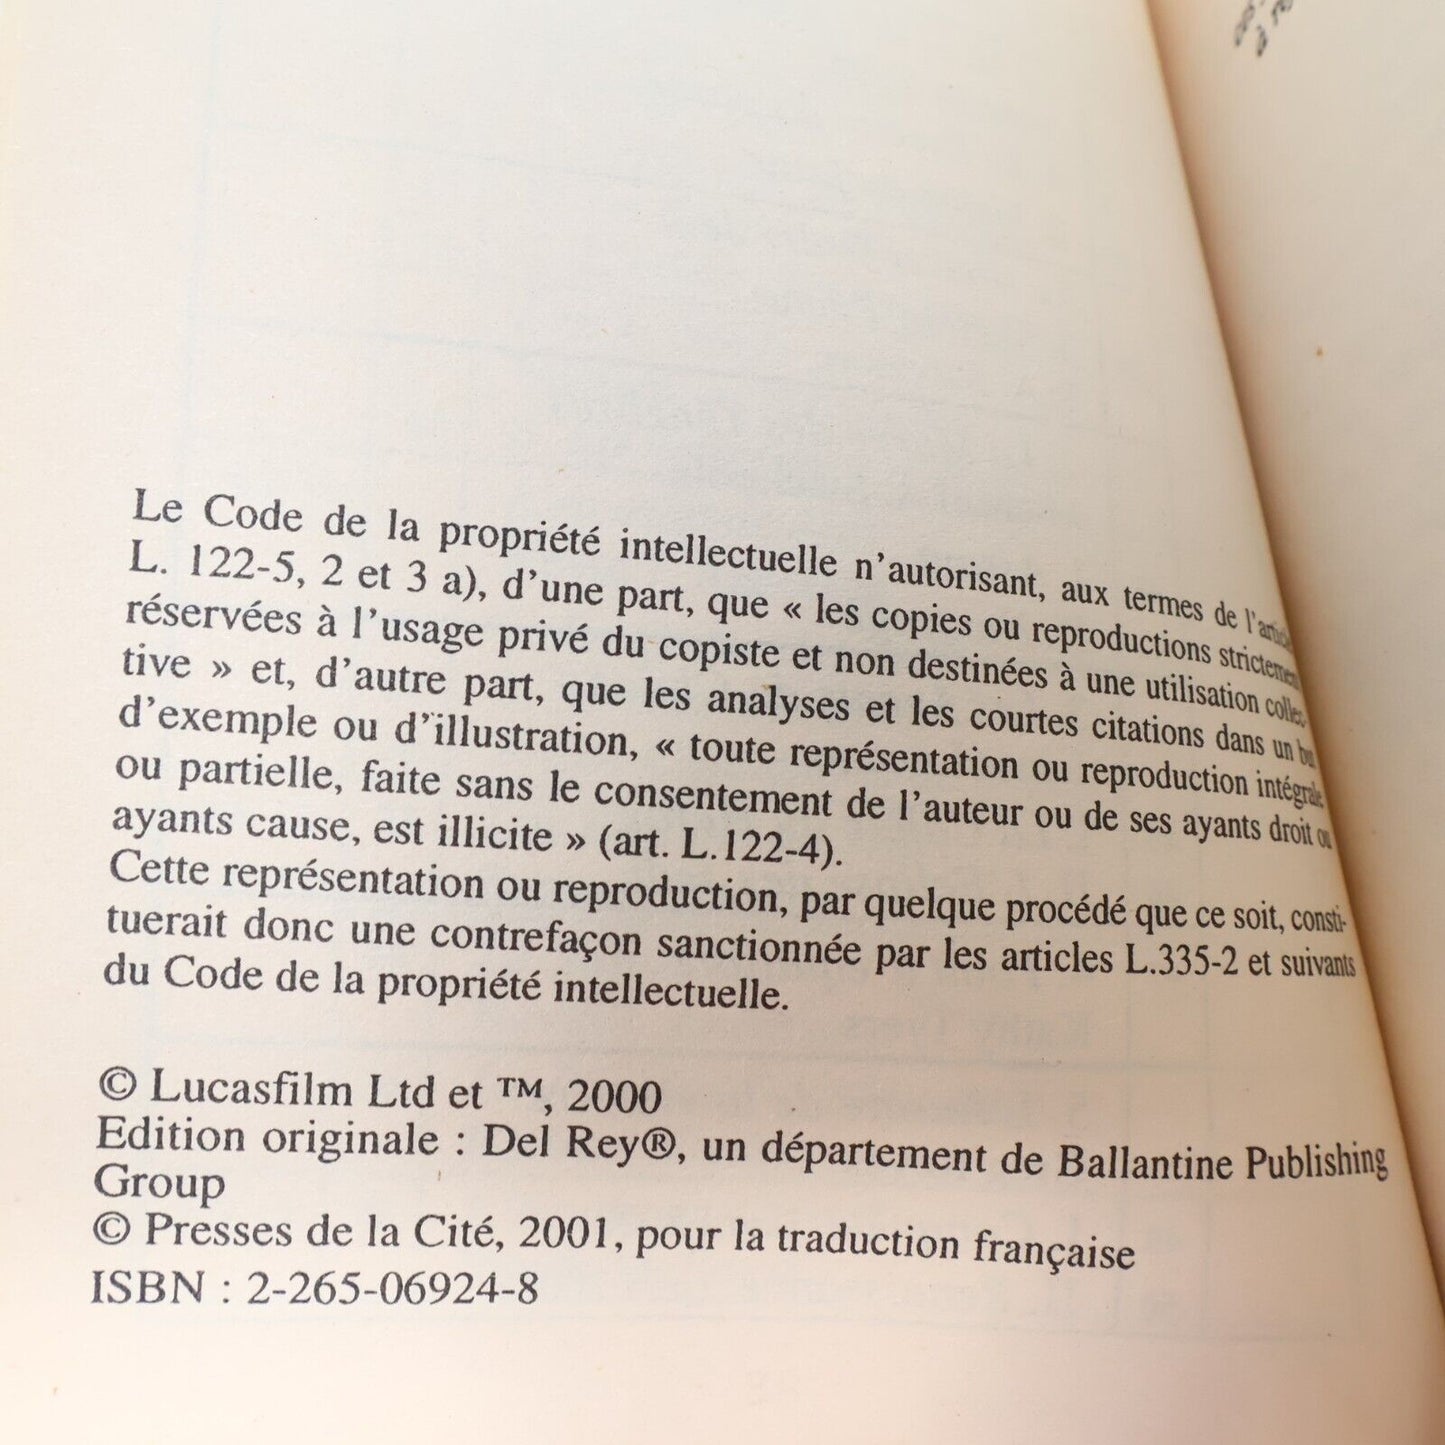 Le Code de la propriété intellectuelle n'autorisant, aux termes de l'article
L. 122-5, 2 et 3 a), d'une part, que « les copies ou reproductions strictement
réservées à l'usage privé du copiste et non destinées à une utilisation collec-
tive » et, d'autre part, que les analyses et les courtes citations dans un but
d'exemple ou d'illustration, « toute représentation ou reproduction intégrale
ou partielle, faite sans le consentement de l'auteur ou de ses ayants droit ou
ayants cause, est illicite » (art. L.122-4).
Cette représentation ou reproduction, par quelque procédé que ce soit, consti-
tuerait donc une contrefaçon sanctionnée par les articles L.335-2 et suivants
du Code de la propriété intellectuelle.
© Lucasfilm Ltd et ™, 2000
Edition originale : Del Rey®, un département de Ballantine Publishing
Group
© Presses de la Cité, 2001, pour la traduction française
ISBN : 2-265-06924-8